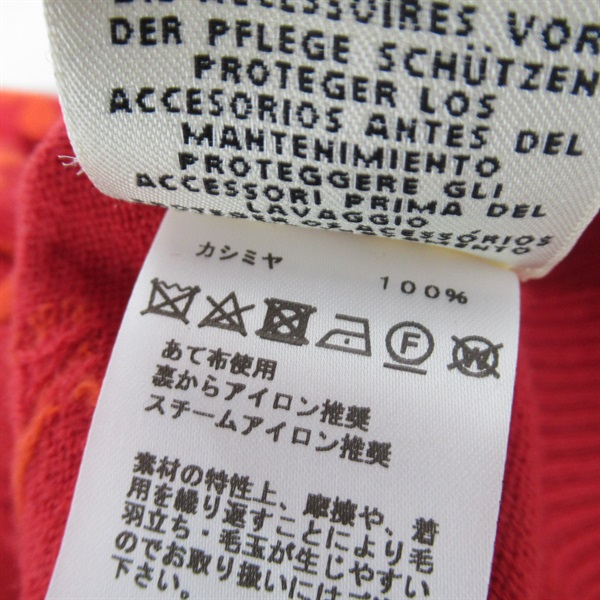 ACCESSOIRES VOR
DER PFLEGE SCHÜTZEN
PROTEGER LOS
ACCESORIOS ANTES DEL
MANTENIMIENTO
PROTEGGERE GLI
ACCESSORI PRIMA DEL
LAVAGGIO
ACCESSÓRIOS
カシミヤ 100%
F W
あて布使用
裏からアイロン推奨
スチームアイロン推奨
素材の特性上、摩擦や、着
用を繰り返すことにより毛
羽立ち・毛玉が生じやすい
のでお取り扱いには
下さい。